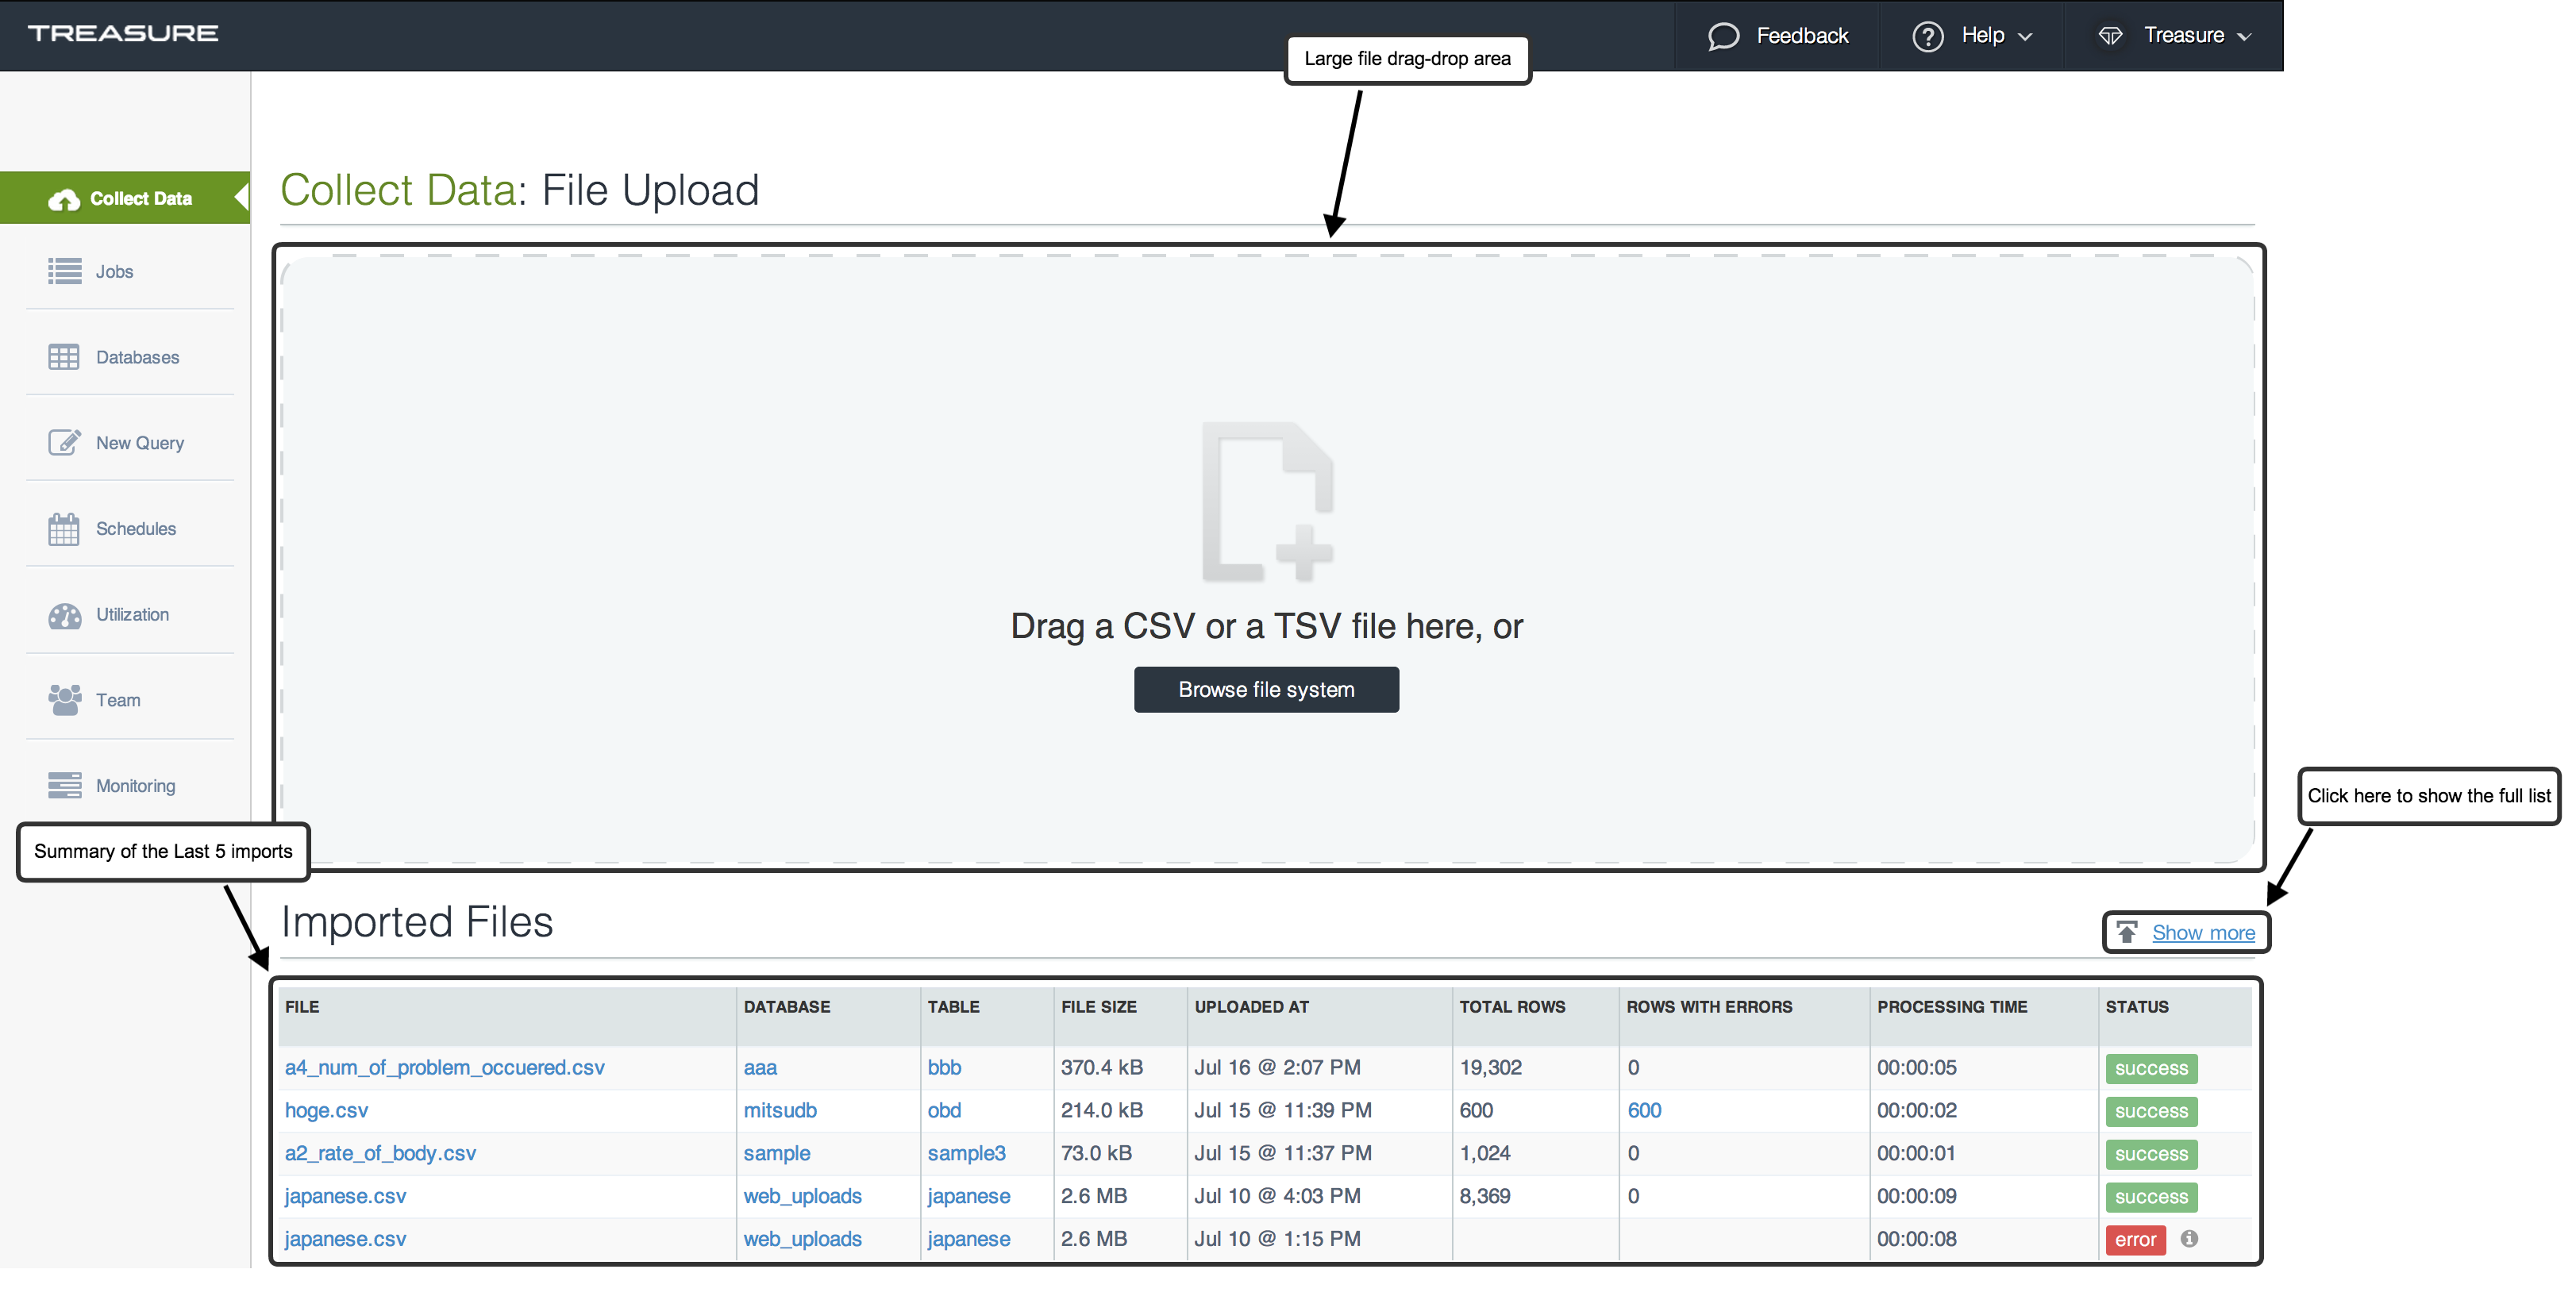 TREASURE
Feedback
Help
Treasure
Large file drag-drop area
Collect Data
Jobs
Databases
New Query
Schedules
Utilization
Team
Monitoring
Collect Data: File Upload
Drag a CSV or a TSV file here, or
Browse file system
Click here to show the full list
Summary of the Last 5 imports
Imported Files
Show more
FILE DATABASE TABLE FILE SIZE UPLOADED AT TOTAL ROWS ROWS WITH ERRORS PROCESSING TIME STATUS
a4_num_of_problem_occuered.csv aaa bbb 370.4 kB Jul 16 @ 2:07 PM 19,302 0 00:00:05 success
hoge.csv mitsudb obd 214.0 kB Jul 15 @ 11:39 PM 600 600 00:00:02 success
a2_rate_of_body.csv sample sample3 73.0 kB Jul 15 @ 11:37 PM 1,024 0 00:00:01 success
japanese.csv web_uploads japanese 2.6 MB Jul 10 @ 4:03 PM 8,369 0 00:00:09 success
japanese.csv web_uploads japanese 2.6 MB Jul 10 @ 1:15 PM 00:00:08 error